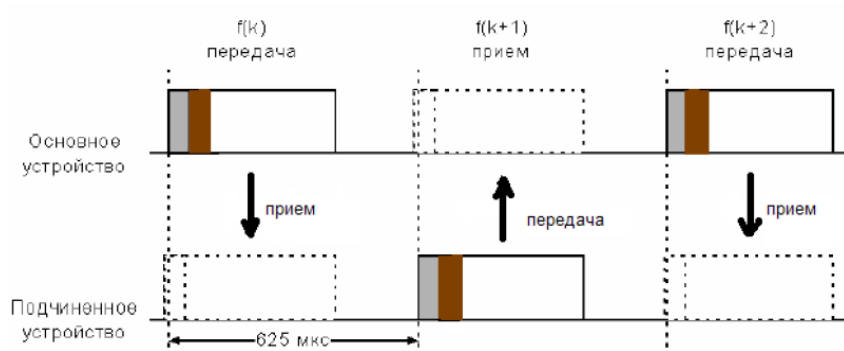 f(k)
передача
f(k+1)
прием
f(k+2)
передача
Основное
устройство
прием
передача
прием
Подчиненное
устройство
625 мкс